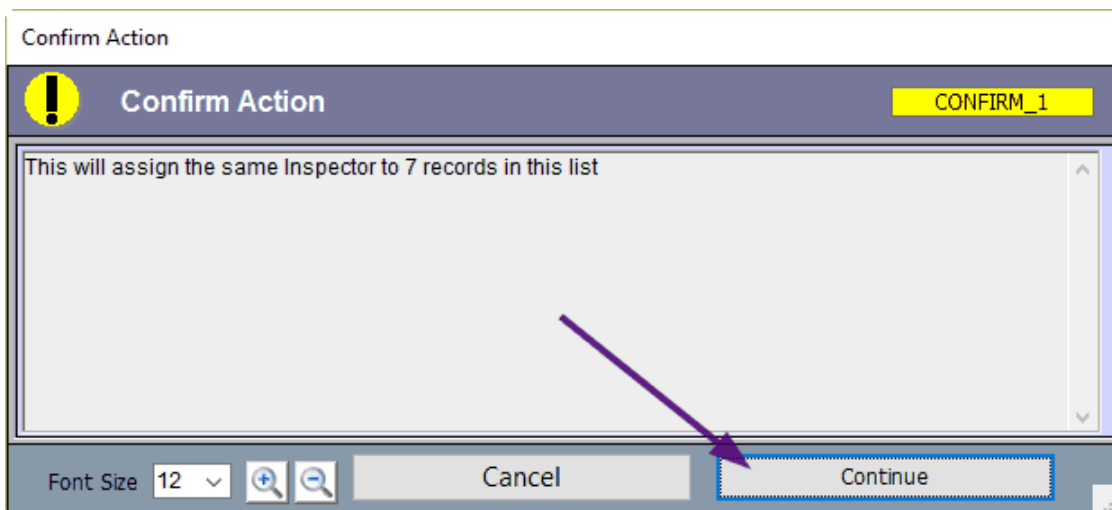 Confirm Action
Confirm Action
CONFIRM_1
This will assign the same Inspector to 7 records in this list
Font Size 12 Cancel Continue